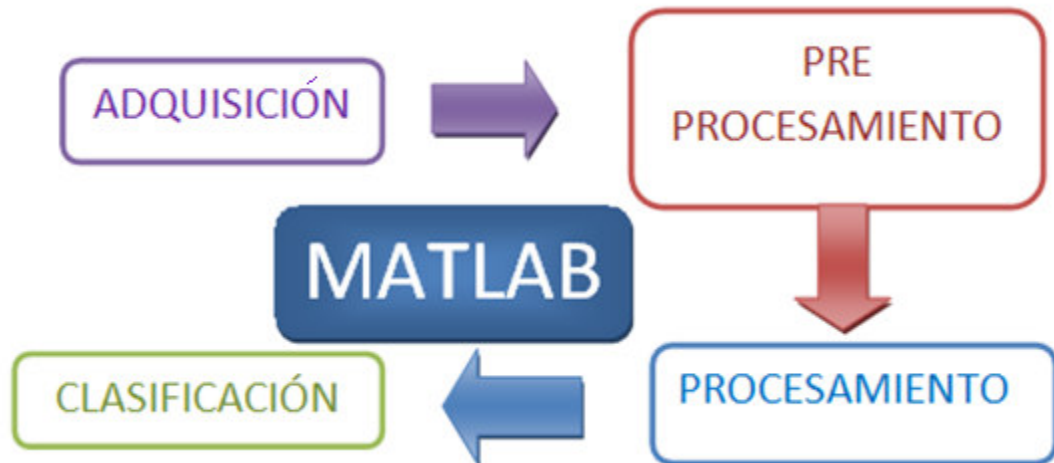 ADQUISICIÓN
PRE
PROCESAMIENTO
MATLAB
PROCESAMIENTO
CLASIFICACIÓN